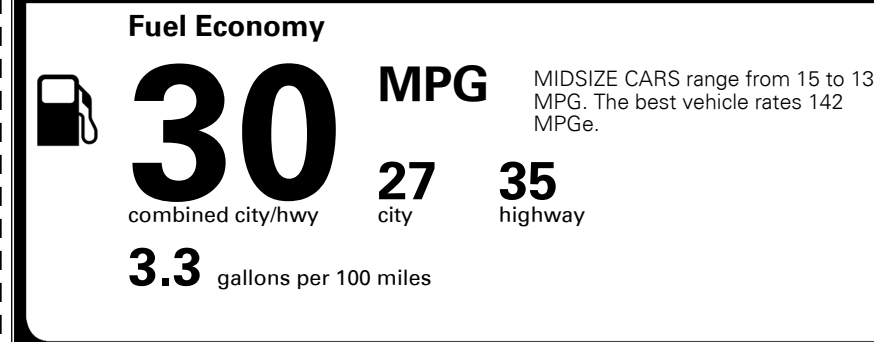 Fuel Economy
30
combined city/hwy
MPG
27
city
35
highway
3.3 gallons per 100 miles
MIDSIZE CARS range from 15 to 13
MPG. The best vehicle rates 142
MPGe.